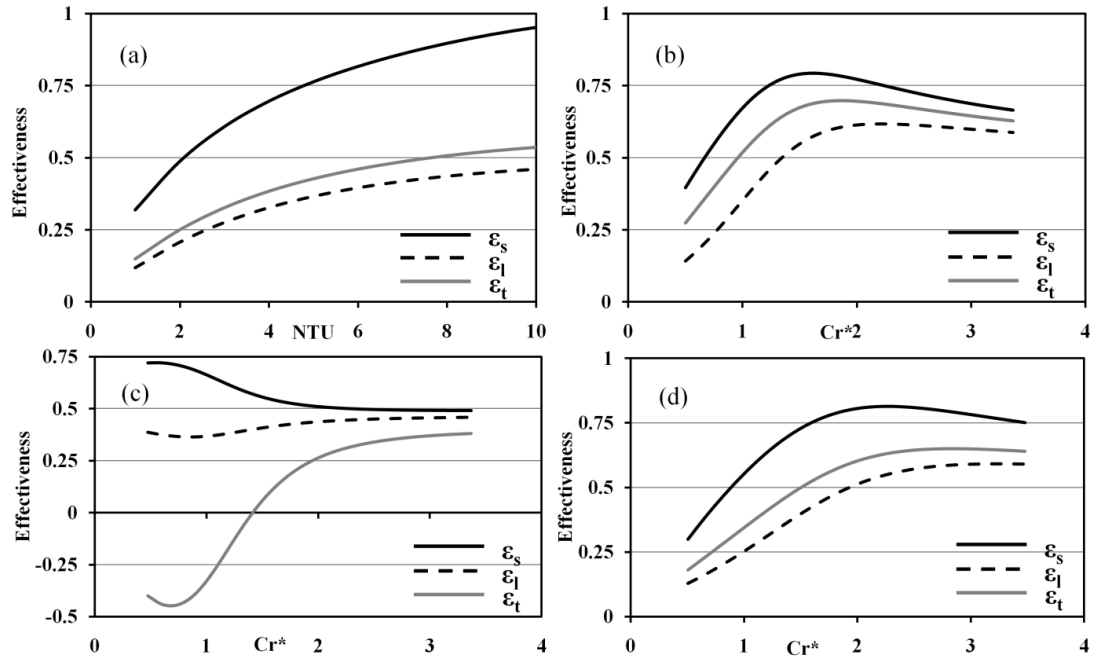 1
0.75
0.5
0.25
0
Effectiveness
(a)
εs
εl
εt
0 2 4 6 8 10
NTU
1
0.75
0.5
0.25
0
Effectiveness
(b)
εs
εl
εt
0 1 2 3 4
Cr*
0.75
0.5
0.25
0
-0.25
-0.5
Effectiveness
(c)
εs
εl
εt
0 1 2 3 4
Cr*
1
0.75
0.5
0.25
0
Effectiveness
(d)
εs
εl
εt
0 1 2 3 4
Cr*